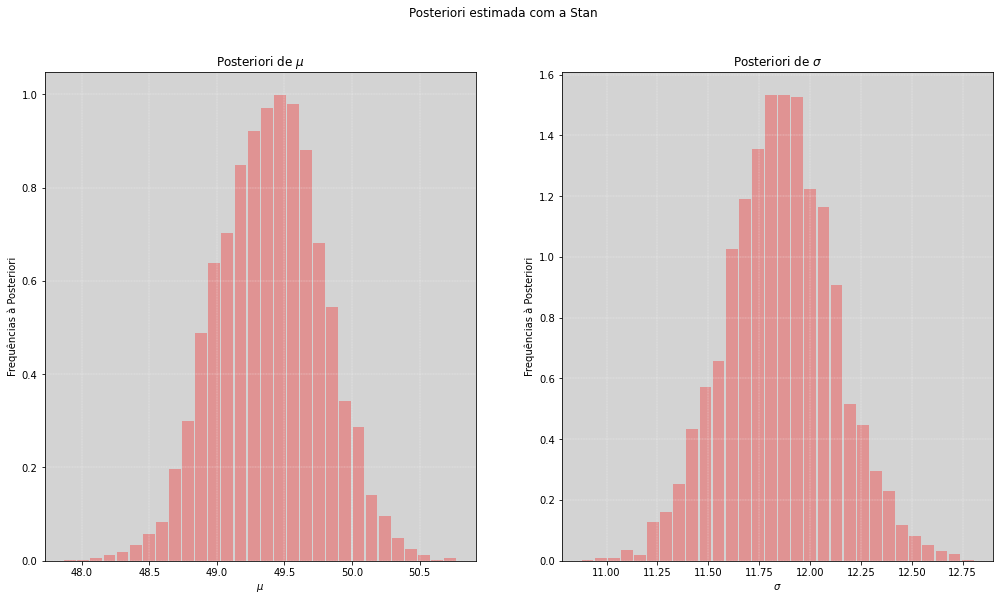 Posteriori estimada com a Stan
Posteriori de μ
Frequências à Posteriori
1.0
0.8
0.6
0.4
0.2
0.0
48.0 48.5 49.0 49.5 50.0 50.5
μ
Posteriori de σ
Frequências à Posteriori
1.6
1.4
1.2
1.0
0.8
0.6
0.4
0.2
0.0
11.00 11.25 11.50 11.75 12.00 12.25 12.50 12.75
σ